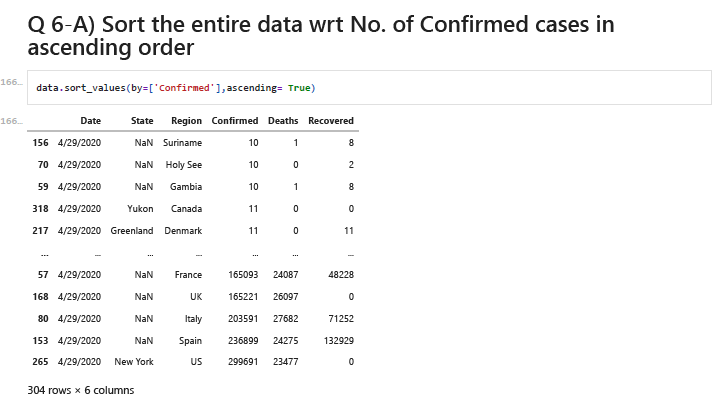 Q 6-A) Sort the entire data wrt No. of Confirmed cases in
ascending order
166...
data.sort_values(by=['Confirmed'],ascending= True)
166...
Date State Region Confirmed Deaths Recovered
156 4/29/2020 NaN Suriname 10 1 8
70 4/29/2020 NaN Holy See 10 0 2
59 4/29/2020 NaN Gambia 10 1 8
318 4/29/2020 Yukon Canada 11 0 0
217 4/29/2020 Greenland Denmark 11 0 11
... ... ... ... ... ... ...
57 4/29/2020 NaN France 165093 24087 48228
168 4/29/2020 NaN UK 165221 26097 0
80 4/29/2020 NaN Italy 203591 27682 71252
153 4/29/2020 NaN Spain 236899 24275 132929
265 4/29/2020 New York US 299691 23477 0
304 rows × 6 columns